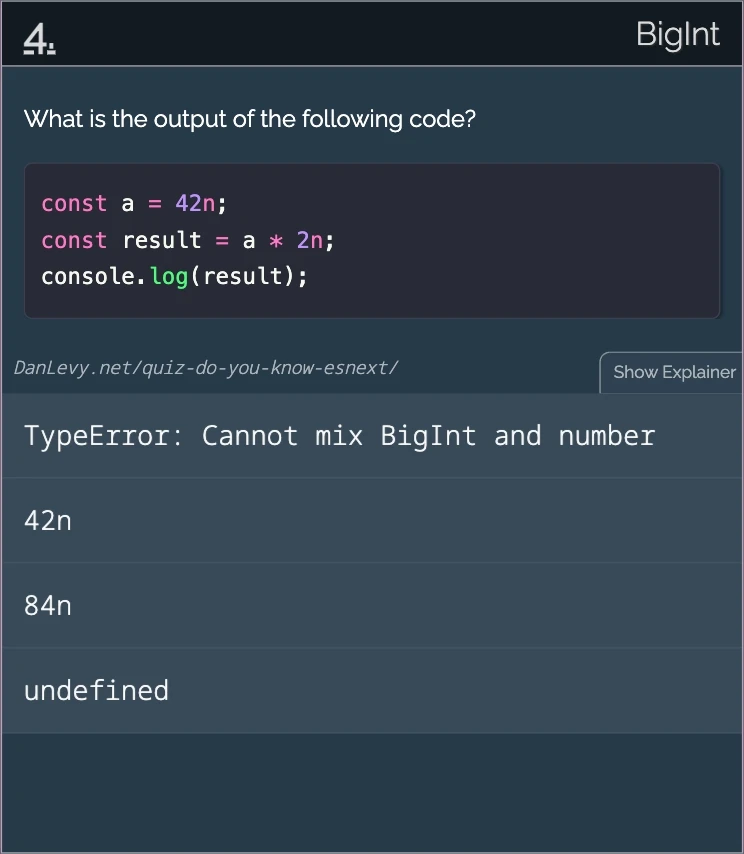 4.
BigInt
What is the output of the following code?
const a = 42n;
const result = a * 2n;
console.log(result);
DanLevy.net/quiz-do-you-know-esnext/
Show Explainer
TypeError: Cannot mix BigInt and number
42n
84n
undefined